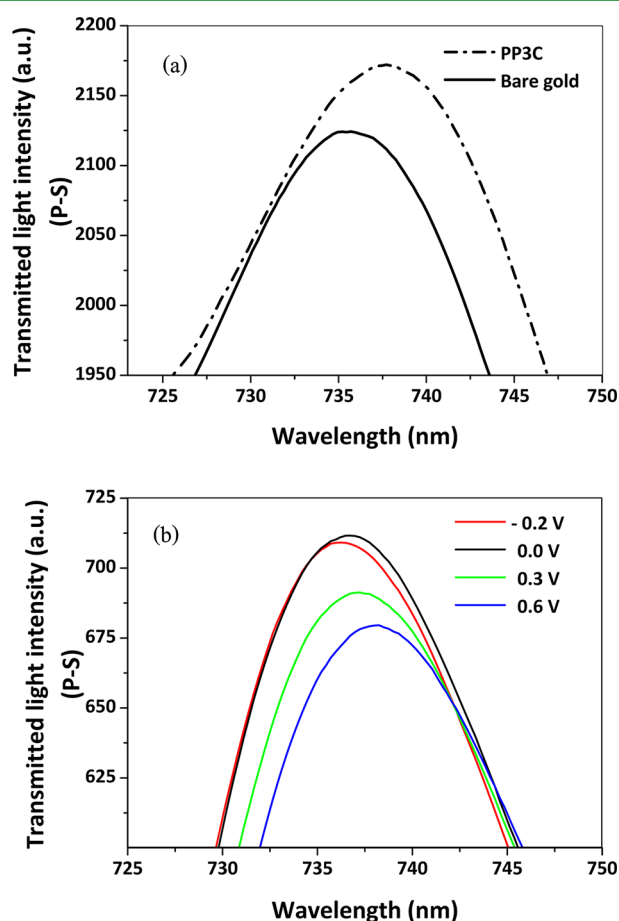 (a)
PP3C
Bare gold
Transmitted light intensity (a.u.)
(P-S)
2200
2150
2100
2050
2000
1950
725 730 735 740 745 750
Wavelength (nm)
(b)
- 0.2 V
0.0 V
0.3 V
0.6 V
Transmitted light intensity (a.u.)
(P-S)
725
700
675
650
625
725 730 735 740 745 750
Wavelength (nm)